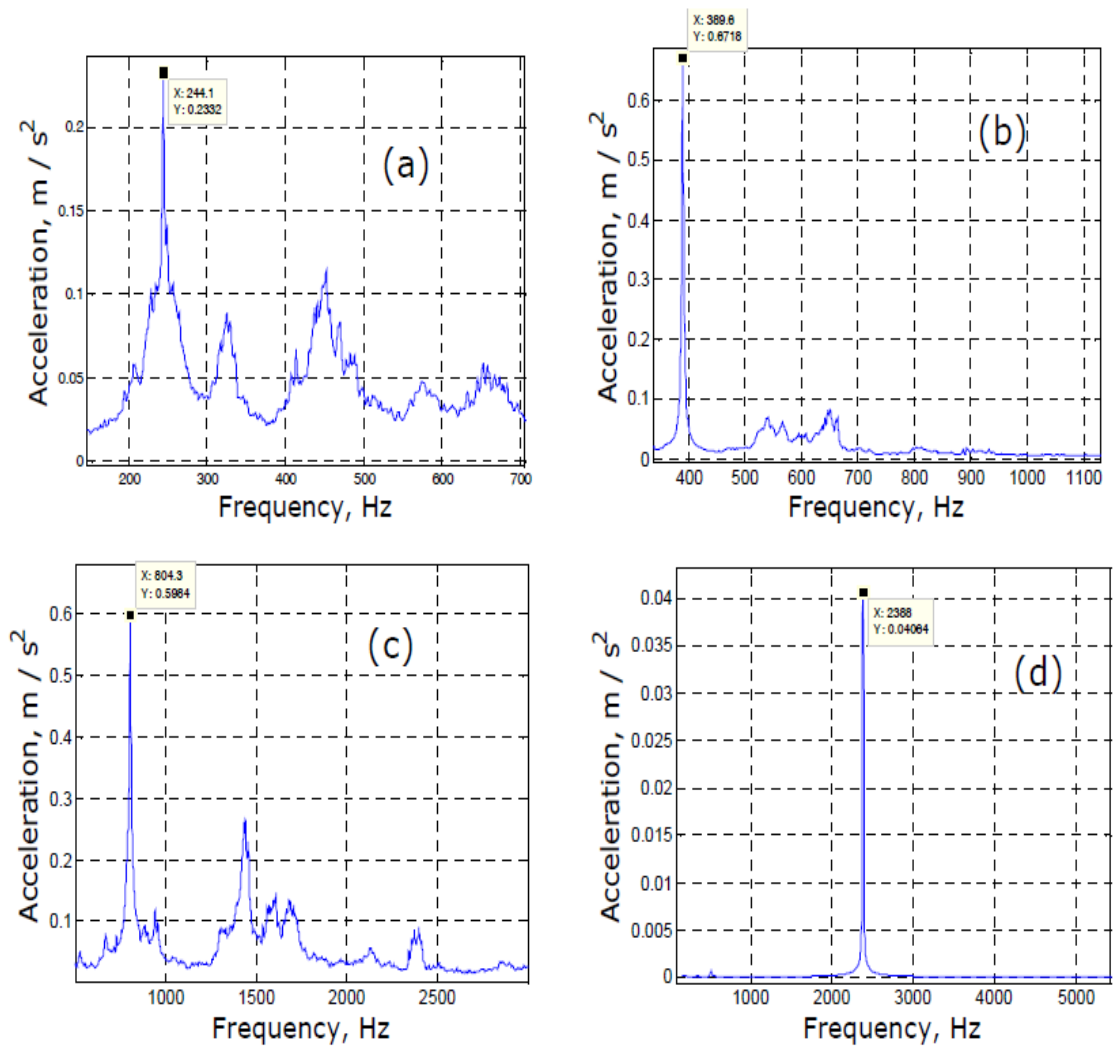 X: 244.1
Y: 0.2332
(a)
0.2
0.15
0.1
0.05
0
200 300 400 500 600 700
Frequency, Hz
Acceleration, m / s2
X: 389.6
Y: 0.6718
(b)
0.6
0.5
0.4
0.3
0.2
0.1
0
400 500 600 700 800 900 1000 1100
Frequency, Hz
Acceleration, m / s2
X: 804.3
Y: 0.5984
(c)
0.6
0.5
0.4
0.3
0.2
0.1
1000 1500 2000 2500
Frequency, Hz
Acceleration, m / s2
X: 2388
Y: 0.04064
(d)
0.04
0.035
0.03
0.025
0.02
0.015
0.01
0.005
0
1000 2000 3000 4000 5000
Frequency, Hz
Acceleration, m / s2